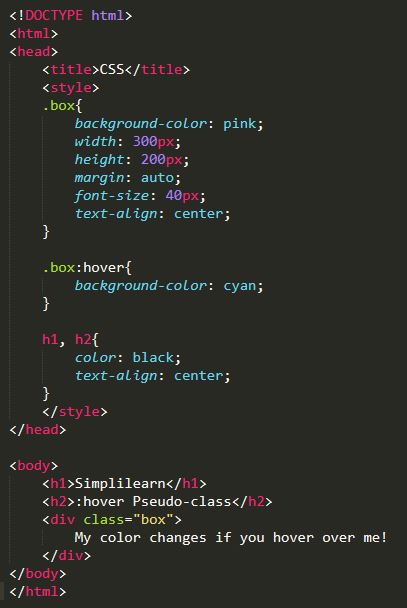 <!DOCTYPE html>
<html>
<head>
    <title>CSS</title>
    <style>
    .box{
        background-color: pink;
        width: 300px;
        height: 200px;
        margin: auto;
        font-size: 40px;
        text-align: center;
    }

    .box:hover{
        background-color: cyan;
    }

    h1, h2{
        color: black;
        text-align: center;
    }
    </style>
</head>

<body>
    <h1>Simplilearn</h1>
    <h2>:hover Pseudo-class</h2>
    <div class="box">
        My color changes if you hover over me!
    </div>
</body>
</html>